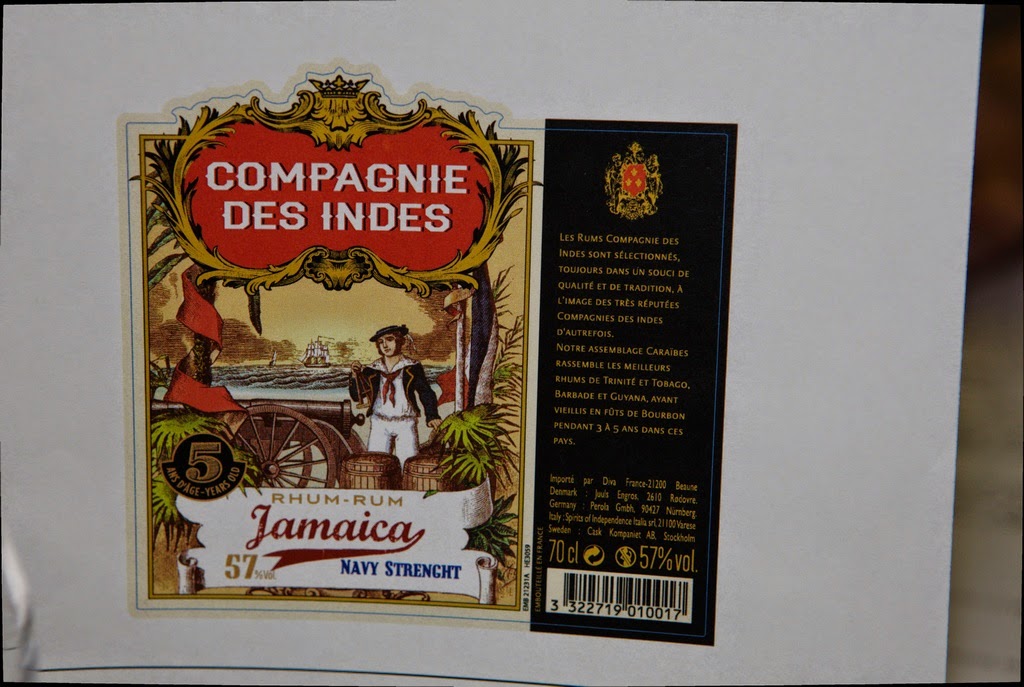 COMPAGNIE
DES INDES
5
ANS D'ÂGE-YEARS OLD
RHUM-RUM
Jamaica
57%Vol
NAVY STRENGHT
EMB 21231A HE3059
EMBOUTEILLÉ EN FRANCE
Les Rums Compagnie des
Indes sont sélectionnés,
toujours dans un souci de
qualité et de tradition, à
l'image des très réputées
Compagnies des indes
d'autrefois.
Notre assemblage Caraïbes
rassemble les meilleurs
rhums de Trinité et Tobago,
Barbade et Guyana, ayant
vieillis en fûts de Bourbon
pendant 3 à 5 ans dans ces
pays.
Importé par Diva France-21200 Beaune
Denmark : Juuls Engros. 2610 Rødovre.
Germany : Perola Gmbh, 90427 Nürnberg.
Italy : Spirits of Independence Italia srl, 21100 Varese
Sweden : Cask Kompaniet AB, Stockholm
70 cl 57%vol.
3 322719 010017